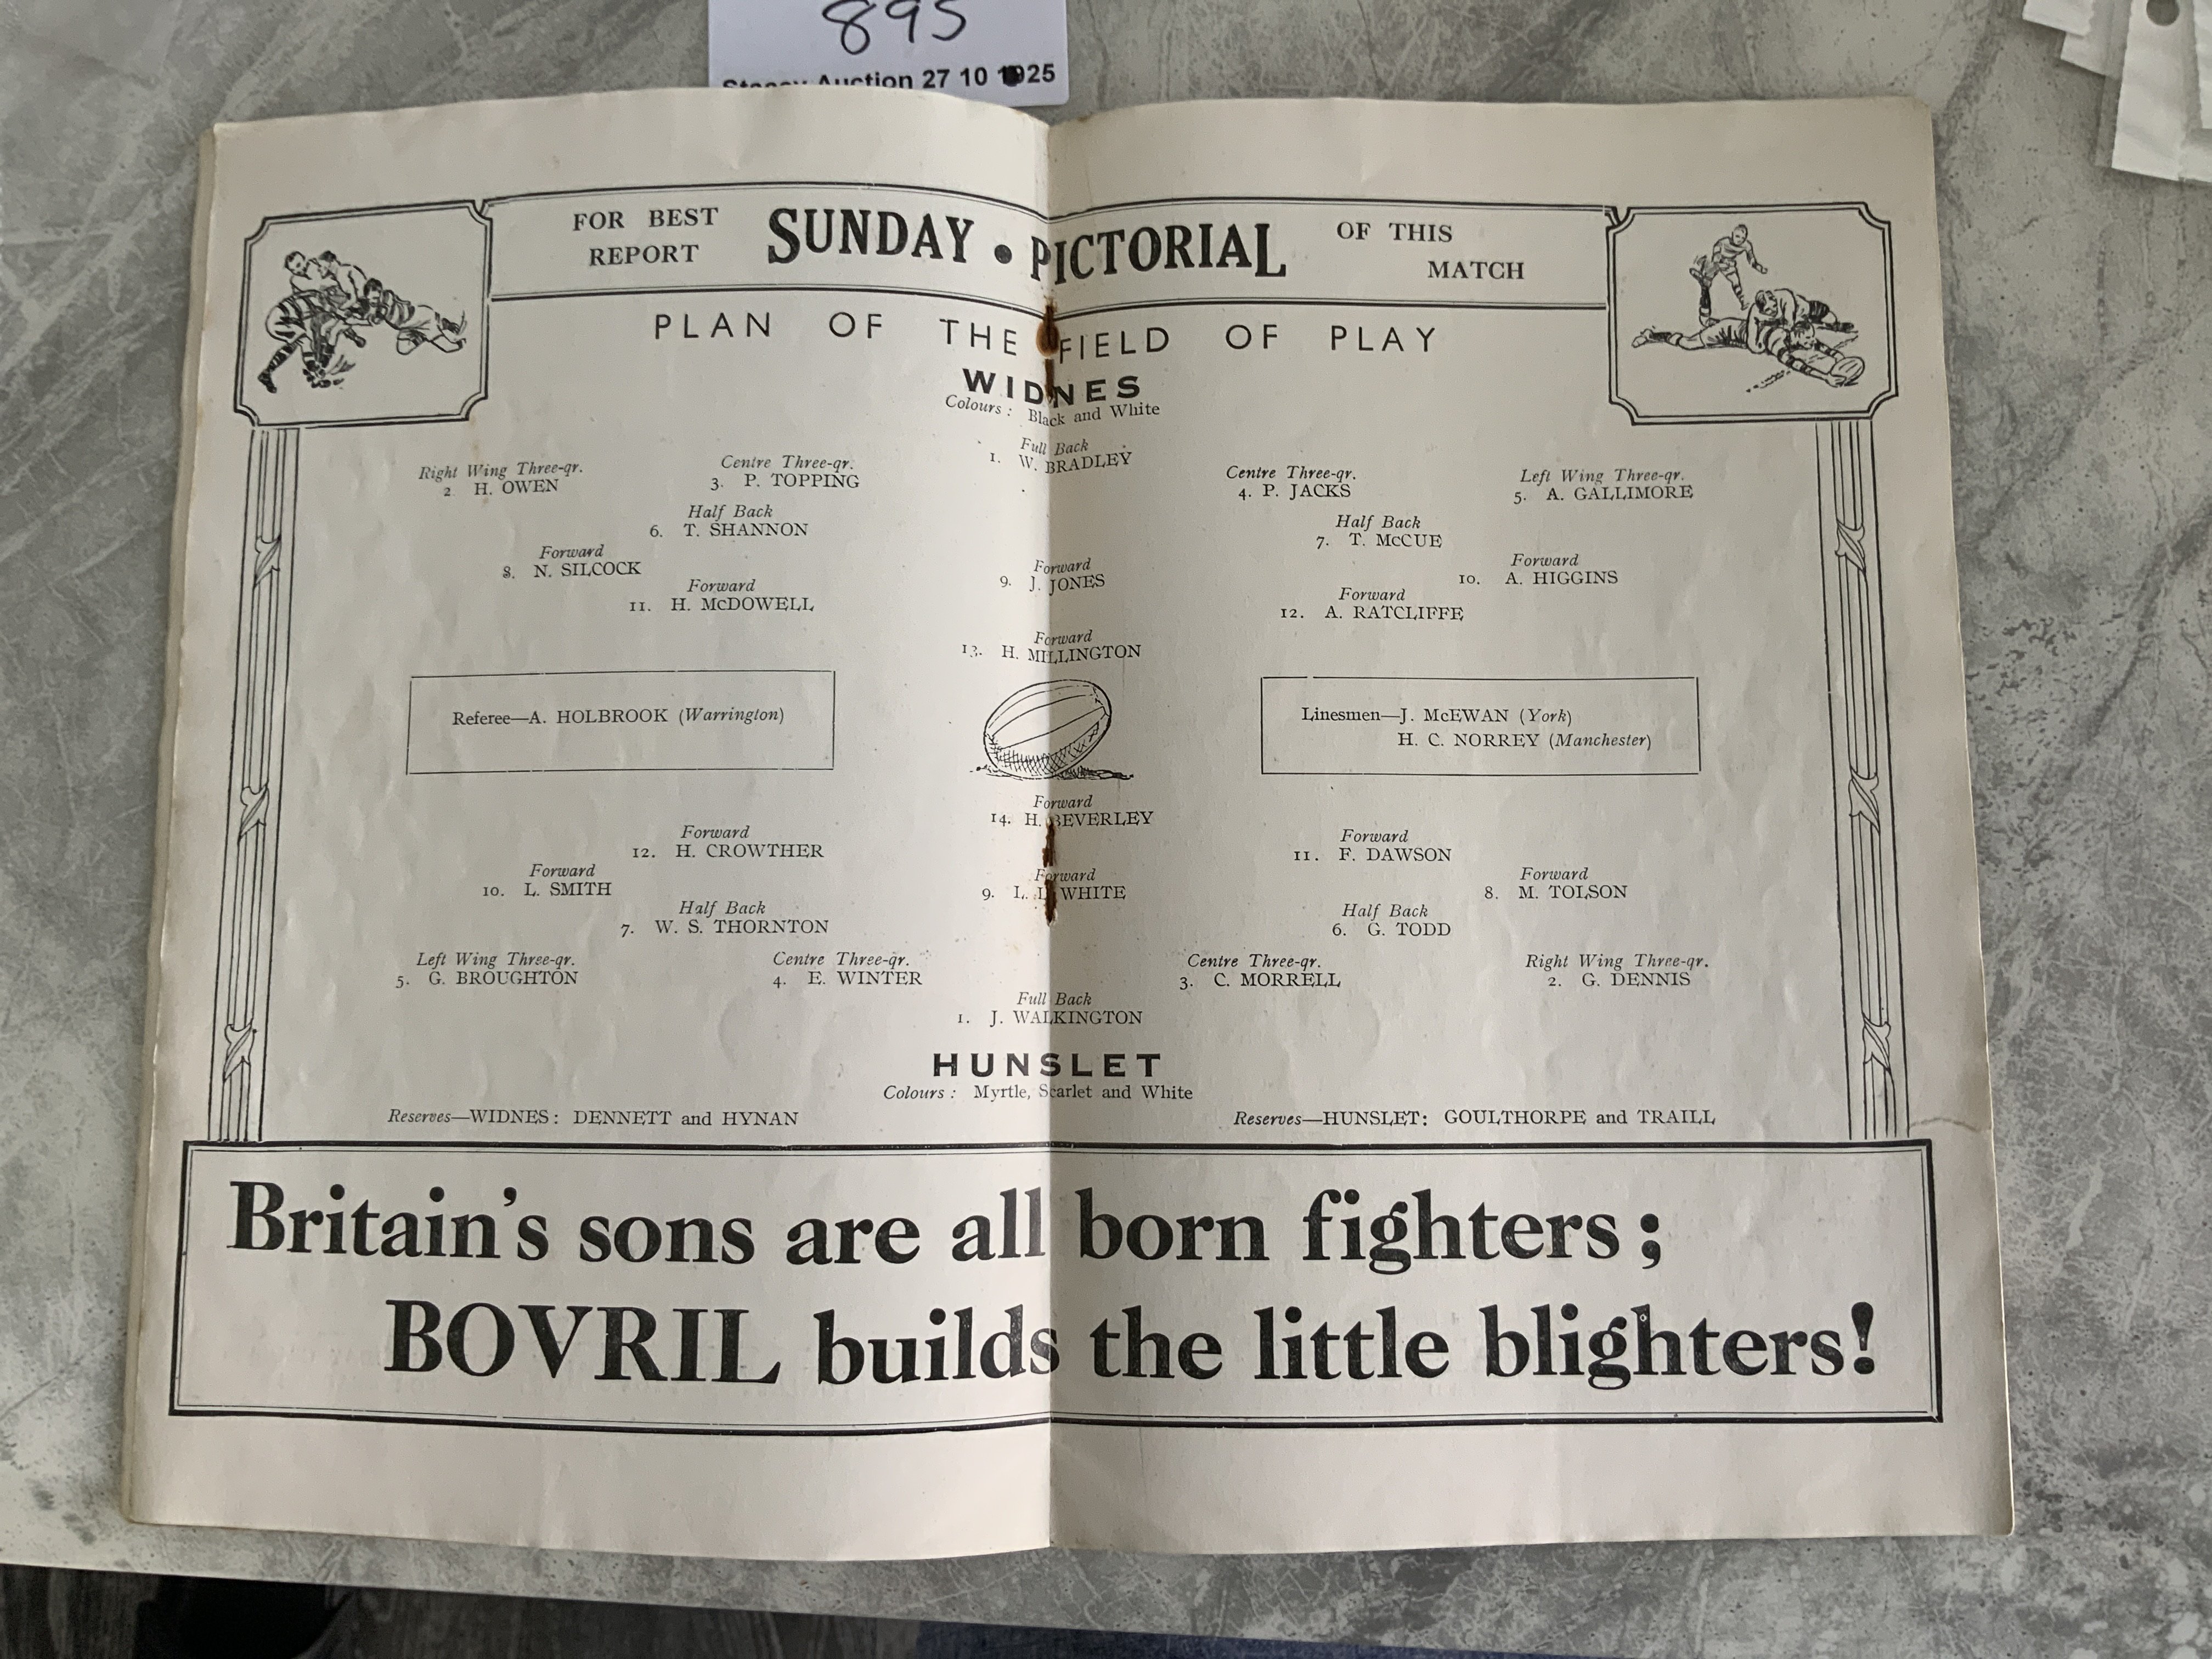 895
Auction 27 10 1925
FOR BEST REPORT SUNDAY • PICTORIAL OF THIS MATCH
PLAN OF THE FIELD OF PLAY
WIDNES
Colours : Black and White
Full Back
1. W. BRADLEY
Right Wing Three-qr. Centre Three-qr. Centre Three-qr. Left Wing Three-qr.
2 H. OWEN 3. P. TOPPING 4. P. JACKS 5. A. GALLIMORE
Half Back Half Back
6. T. SHANNON 7. T. McCUE
Forward Forward Forward
8. N. SILCOCK 9. J. JONES 10. A. HIGGINS
Forward Forward
11. H. McDOWELL 12. A. RATCLIFFE
Forward
13. H. MILLINGTON
Referee—A. HOLBROOK (Warrington)
Linesmen—J. McEWAN (York)
H. C. NORREY (Manchester)
Forward
14. H. BEVERLEY
Forward Forward
12. H. CROWTHER 11. F. DAWSON
Forward Forward Forward
10. L. SMITH 9. L. WHITE 8. M. TOLSON
Half Back Half Back
7. W. S. THORNTON 6. G. TODD
Left Wing Three-qr. Centre Three-qr. Centre Three-qr. Right Wing Three-qr.
5. G. BROUGHTON 4. E. WINTER 3. C. MORRELL 2. G. DENNIS
Full Back
1. J. WALKINGTON
HUNSLET
Colours : Myrtle, Scarlet and White
Reserves—WIDNES: DENNETT and HYNAN Reserves—HUNSLET: GOULTHORPE and TRAILL
Britain's sons are all born fighters;
BOVRIL builds the little blighters!